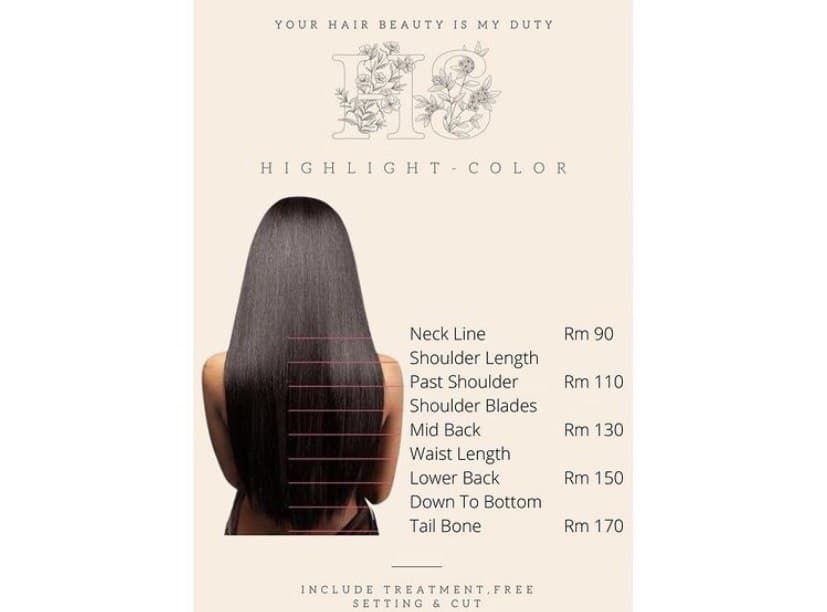 YOUR HAIR BEAUTY IS MY DUTY
HS
HIGHLIGHT-COLOR
Neck Line Rm 90
Shoulder Length
Past Shoulder Rm 110
Shoulder Blades
Mid Back Rm 130
Waist Length
Lower Back Rm 150
Down To Bottom
Tail Bone Rm 170
INCLUDE TREATMENT,FREE
SETTING & CUT